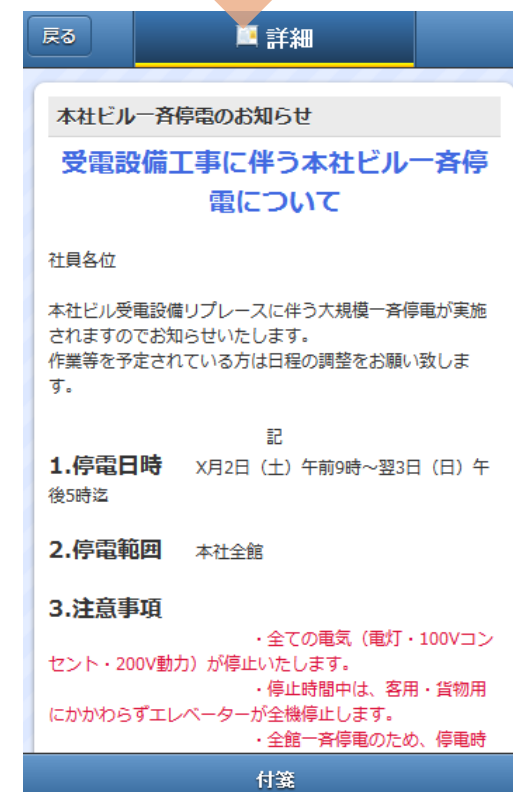 戻る
詳細
本社ビル一斉停電のお知らせ
受電設備工事に伴う本社ビル一斉停
電について
社員各位
本社ビル受電設備リプレースに伴う大規模一斉停電が実施
されますのでお知らせいたします。
作業等を予定されている方は日程の調整をお願い致しま
す。
記
1.停電日時 X月2日（土）午前9時～翌3日（日）午
後5時迄
2.停電範囲 本社全館
3.注意事項
・全ての電気（電灯・100Vコン
セント・200V動力）が停止いたします。
・停止時間中は、客用・貨物用
にかかわらずエレベーターが全機停止します。
・全館一斉停電のため、停電時
付箋